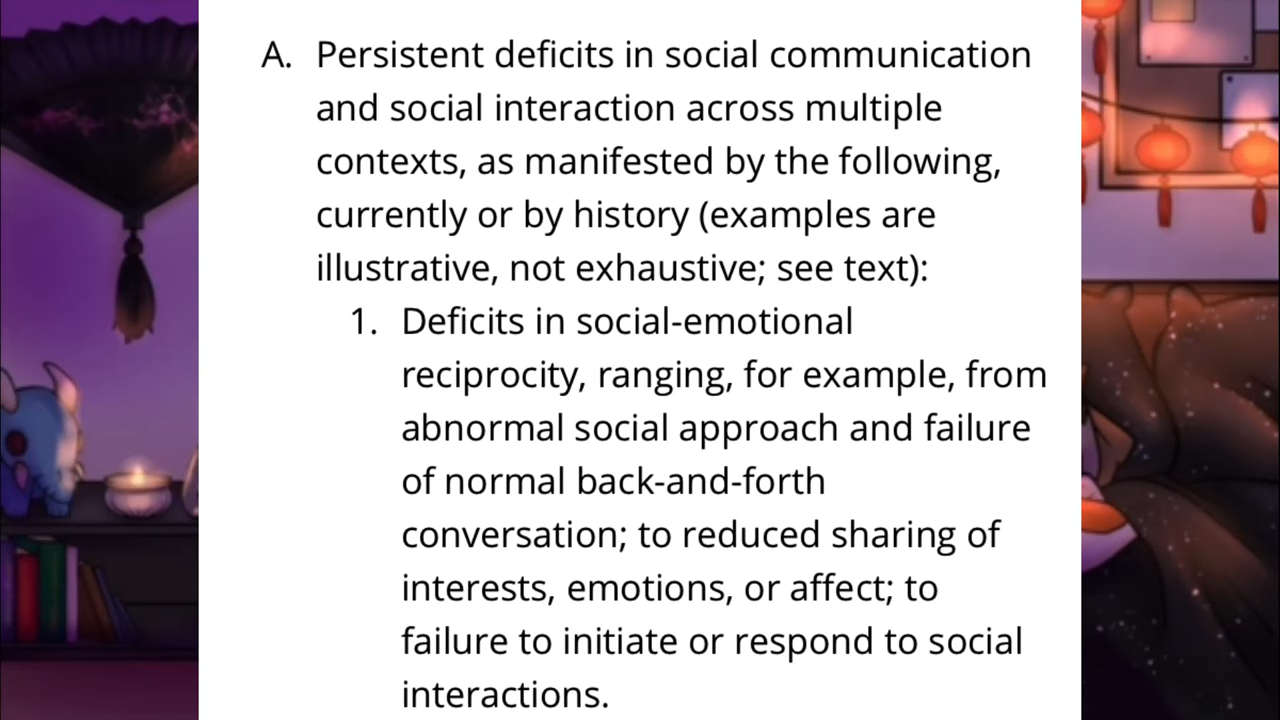 A. Persistent deficits in social communication
and social interaction across multiple
contexts, as manifested by the following,
currently or by history (examples are
illustrative, not exhaustive; see text):
1. Deficits in social-emotional
reciprocity, ranging, for example, from
abnormal social approach and failure
of normal back-and-forth
conversation; to reduced sharing of
interests, emotions, or affect; to
failure to initiate or respond to social
interactions.